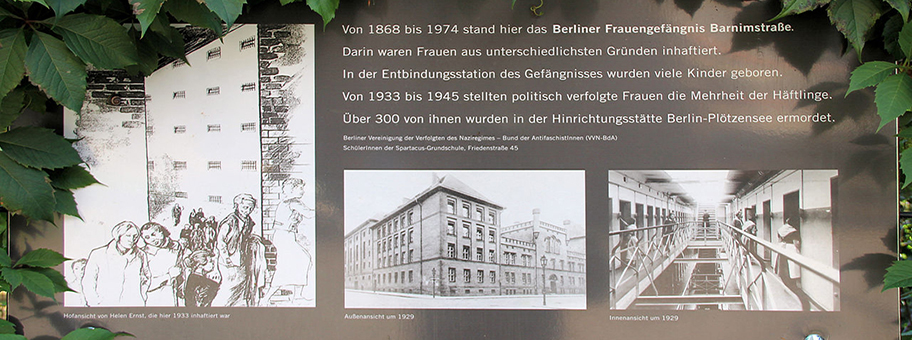 Von 1868 bis 1974 stand hier das Berliner Frauengefängnis Barnimstraße.
Darin waren Frauen aus unterschiedlichsten Gründen inhaftiert.
In der Entbindungsstation des Gefängnisses wurden viele Kinder geboren.
Von 1933 bis 1945 stellten politisch verfolgte Frauen die Mehrheit der Häftlinge.
Über 300 von ihnen wurden in der Hinrichtungsstätte Berlin-Plötzensee ermordet.
Berliner Vereinigung der Verfolgten des Naziregimes – Bund der AntifaschistInnen (VVN-BdA)
SchülerInnen der Spartacus-Grundschule, Friedenstraße 45
Hofansicht von Helen Ernst, die hier 1933 inhaftiert war
Außenansicht um 1929
Innenansicht um 1929